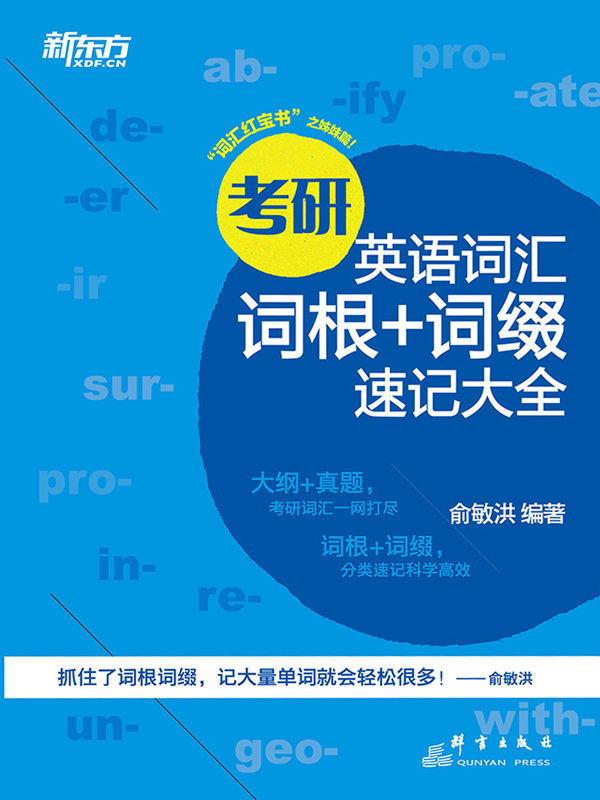 新东方
XDF.CN
ab-
pro-
-ify
-ate
de-
“词汇红宝书”之姊妹篇！
-er
考研
英语词汇
-ir
词根+词缀
sur-
速记大全
pro-
大纲+真题，
考研词汇一网打尽
俞敏洪 编著
词根+词缀，
分类速记科学高效
in-
re-
抓住了词根词缀，记大量单词就会轻松很多！——俞敏洪
un-
geo-
with-
群言出版社
QUNYAN PRESS